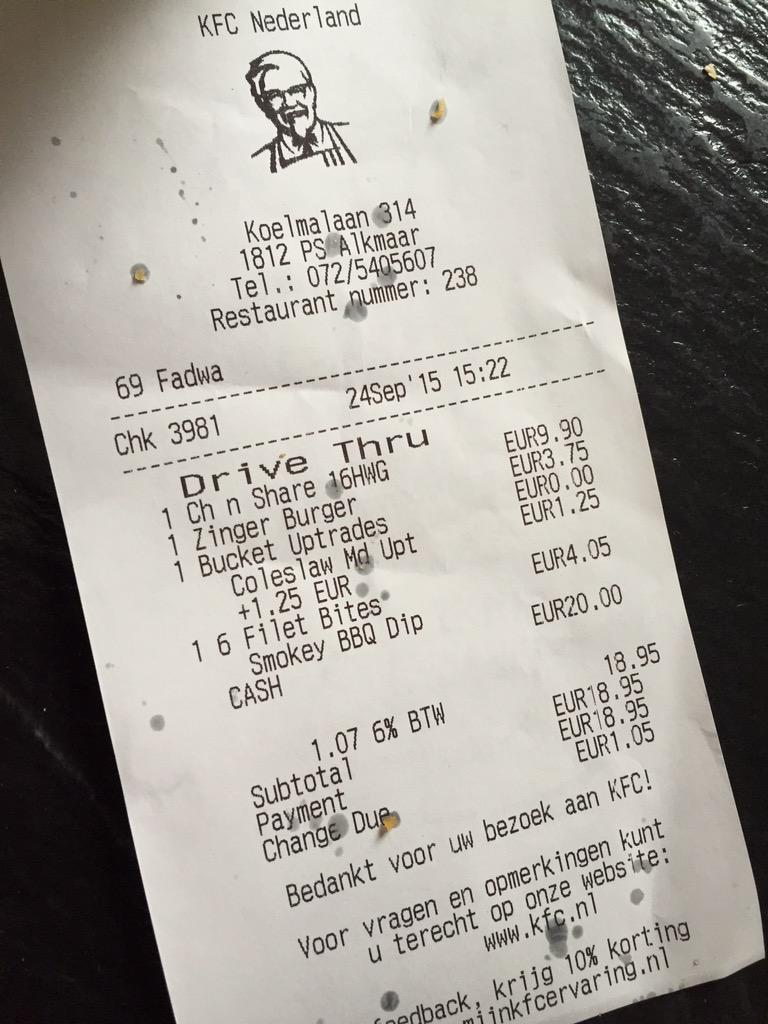 KFC Nederland
Koelmalaan 314
1812 PS Alkmaar
Tel.: 072/5405607
Restaurant nummer: 238
69 Fadwa
Chk 3981 24Sep'15 15:22
Drive Thru
1 Ch n Share 16HWG EUR9.90
1 Zinger Burger EUR3.75
1 Bucket Uptrades EUR0.00
Coleslaw Md Upt EUR1.25
+1.25 EUR
1 6 Filet Bites EUR4.05
Smokey BBQ Dip
CASH EUR20.00
1.07 6% BTW 18.95
Subtotal EUR18.95
Payment EUR18.95
Change Due EUR1.05
Bedankt voor uw bezoek aan KFC!
Voor vragen en opmerkingen kunt
u terecht op onze website:
www.kfc.nl
feedback, krijg 10% korting
mijnkfcervaring.nl